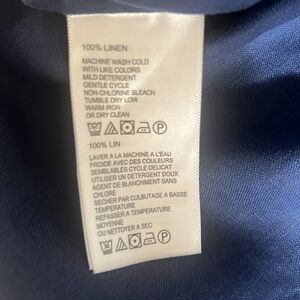 100% LINEN
MACHINE WASH COLD
WITH LIKE COLORS
MILD DETERGENT
GENTLE CYCLE
NON-CHLORINE BLEACH
TUMBLE DRY LOW
WARM IRON
OR DRY CLEAN
100% LIN
LAVER A LA MACHINE A L'EAU
FROIDE AVEC DES COULEURS
SEMBLABLES CYCLE DELICAT
UTILISER UN DETERGENT DOUX
AGENT DE BLANCHIMENT SANS
CHLORE
SECHER PAR CULBUTAGE A BASSE
TEMPERATURE
REPASSER A TEMPERATURE
MOYENNE
OU NETTOYER A SEC